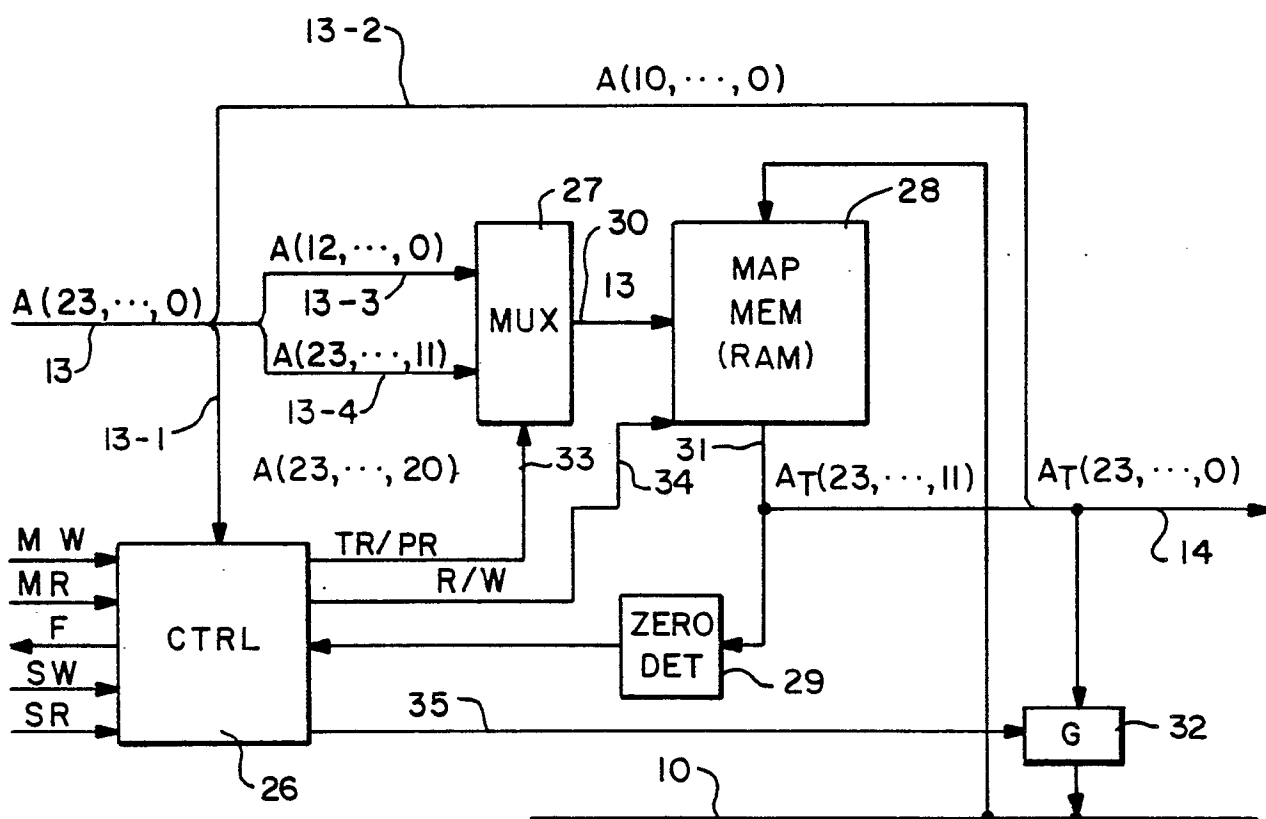 13-2
A(10,···,0)
27
30
28
A(12,···,0)
13-3
MAP
MEM
(RAM)
13
MUX
A(23,···,0)
13
A(23,···,11)
13-4
13-1
A(23,···,20)
33
34
31
AT(23,···,11)
AT(23,···,0)
14
MW
MR
F
SW
SR
TR/PR
R/W
CTRL
ZERO
DET
29
35
G
32
26
10